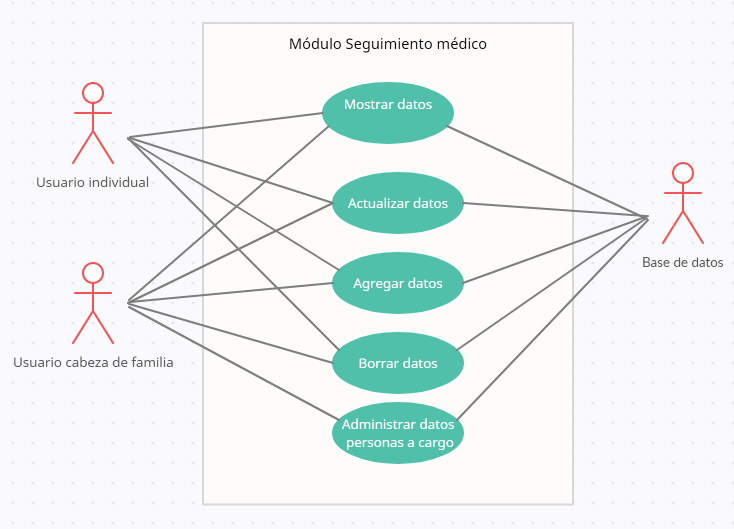 Módulo Seguimiento médico
Mostrar datos
Usuario individual
Actualizar datos
Base de datos
Agregar datos
Usuario cabeza de familia
Borrar datos
Administrar datos
personas a cargo